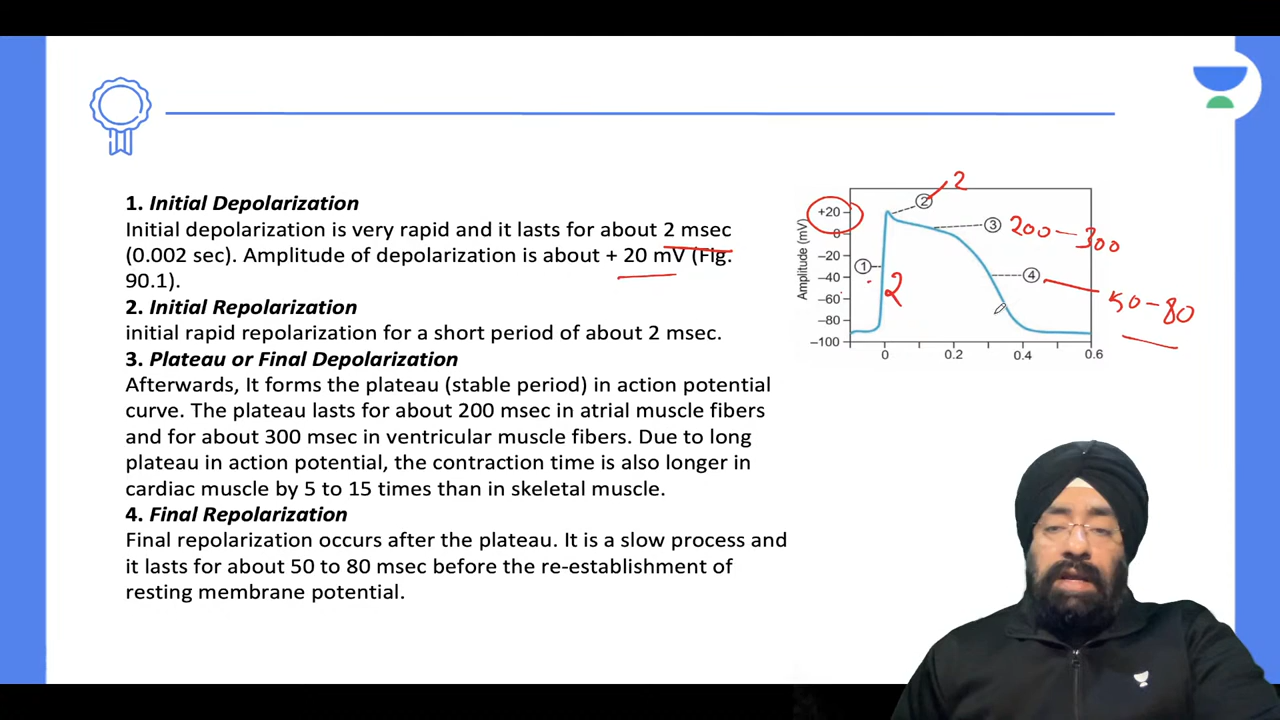 1. Initial Depolarization
Initial depolarization is very rapid and it lasts for about 2 msec
(0.002 sec). Amplitude of depolarization is about + 20 mV (Fig.
90.1).
2. Initial Repolarization
initial rapid repolarization for a short period of about 2 msec.
3. Plateau or Final Depolarization
Afterwards, It forms the plateau (stable period) in action potential
curve. The plateau lasts for about 200 msec in atrial muscle fibers
and for about 300 msec in ventricular muscle fibers. Due to long
plateau in action potential, the contraction time is also longer in
cardiac muscle by 5 to 15 times than in skeletal muscle.
4. Final Repolarization
Final repolarization occurs after the plateau. It is a slow process and
it lasts for about 50 to 80 msec before the re-establishment of
resting membrane potential.
Amplitude (mV)
+20
0
−20
−40
−60
−80
−100
0
0.2
0.4
0.6
1
2
2
2
3
200 — 300
4
50 - 80